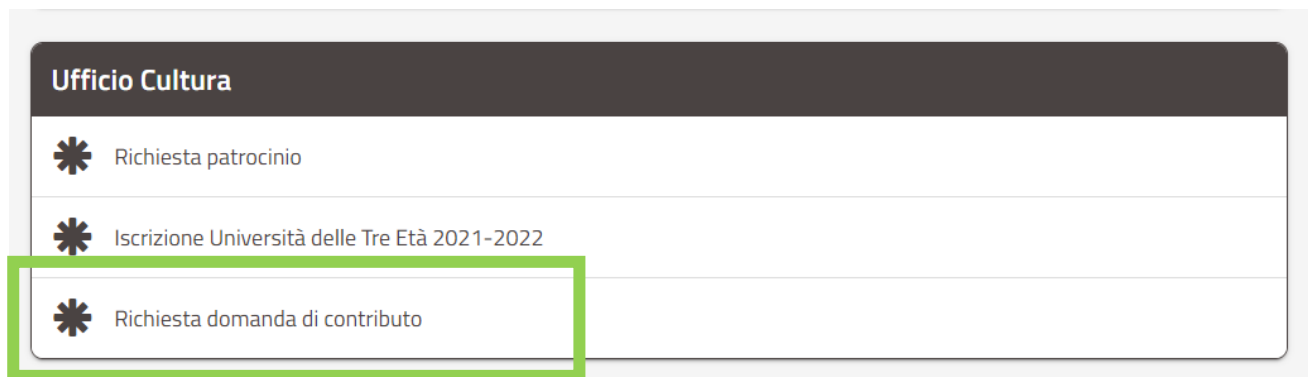 Ufficio Cultura
Richiesta patrocinio
Iscrizione Università delle Tre Età 2021-2022
Richiesta domanda di contributo